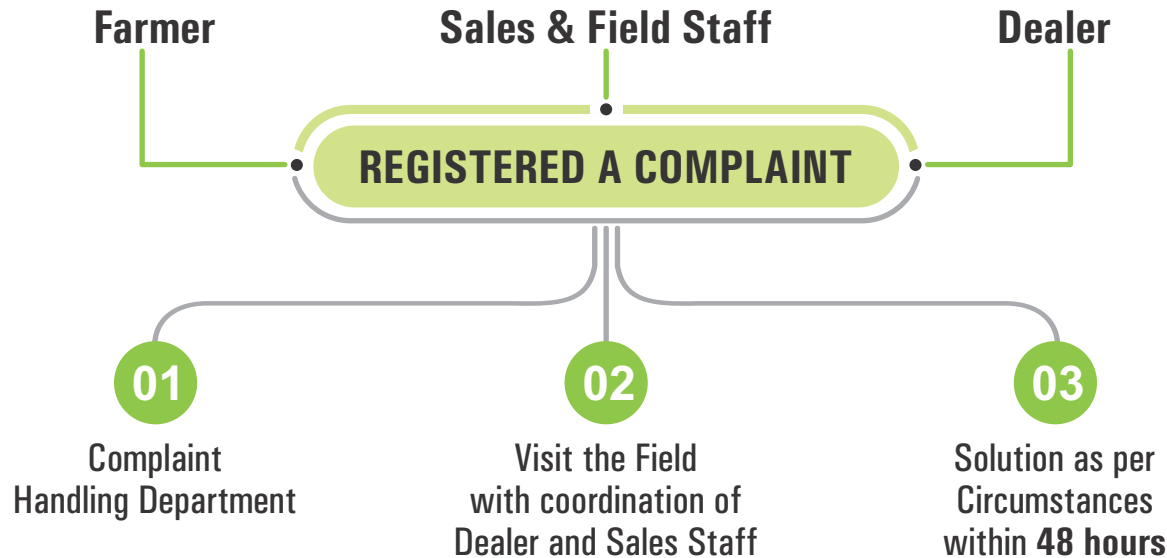 Farmer
Sales & Field Staff
Dealer
REGISTERED A COMPLAINT
01
Complaint
Handling Department
02
Visit the Field
with coordination of
Dealer and Sales Staff
03
Solution as per
Circumstances
within 48 hours